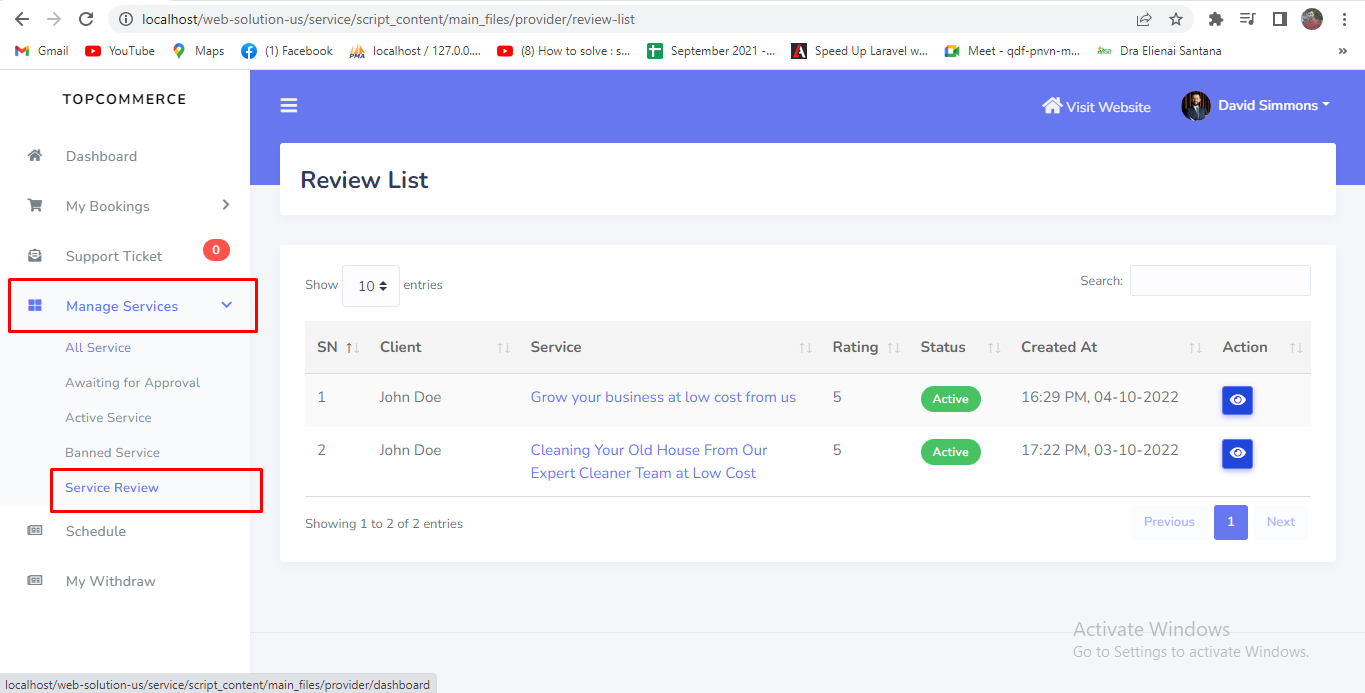 localhost/web-solution-us/service/script_content/main_files/provider/review-list
Gmail YouTube Maps (1) Facebook localhost / 127.0.0.... (8) How to solve : s... September 2021 -... Speed Up Laravel w... Meet - qdf-pnvn-m... Dra Elienai Santana »
TOPCOMMERCE
Visit Website David Simmons
Dashboard
My Bookings
Support Ticket 0
Manage Services
All Service
Awaiting for Approval
Active Service
Banned Service
Service Review
Schedule
My Withdraw
Review List
Show 10 entries Search:
SN Client Service Rating Status Created At Action
1 John Doe Grow your business at low cost from us 5 Active 16:29 PM, 04-10-2022
2 John Doe Cleaning Your Old House From Our 5 Active 17:22 PM, 03-10-2022
Expert Cleaner Team at Low Cost
Showing 1 to 2 of 2 entries Previous 1 Next
Activate Windows
Go to Settings to activate Windows.
localhost/web-solution-us/service/script_content/main_files/provider/dashboard